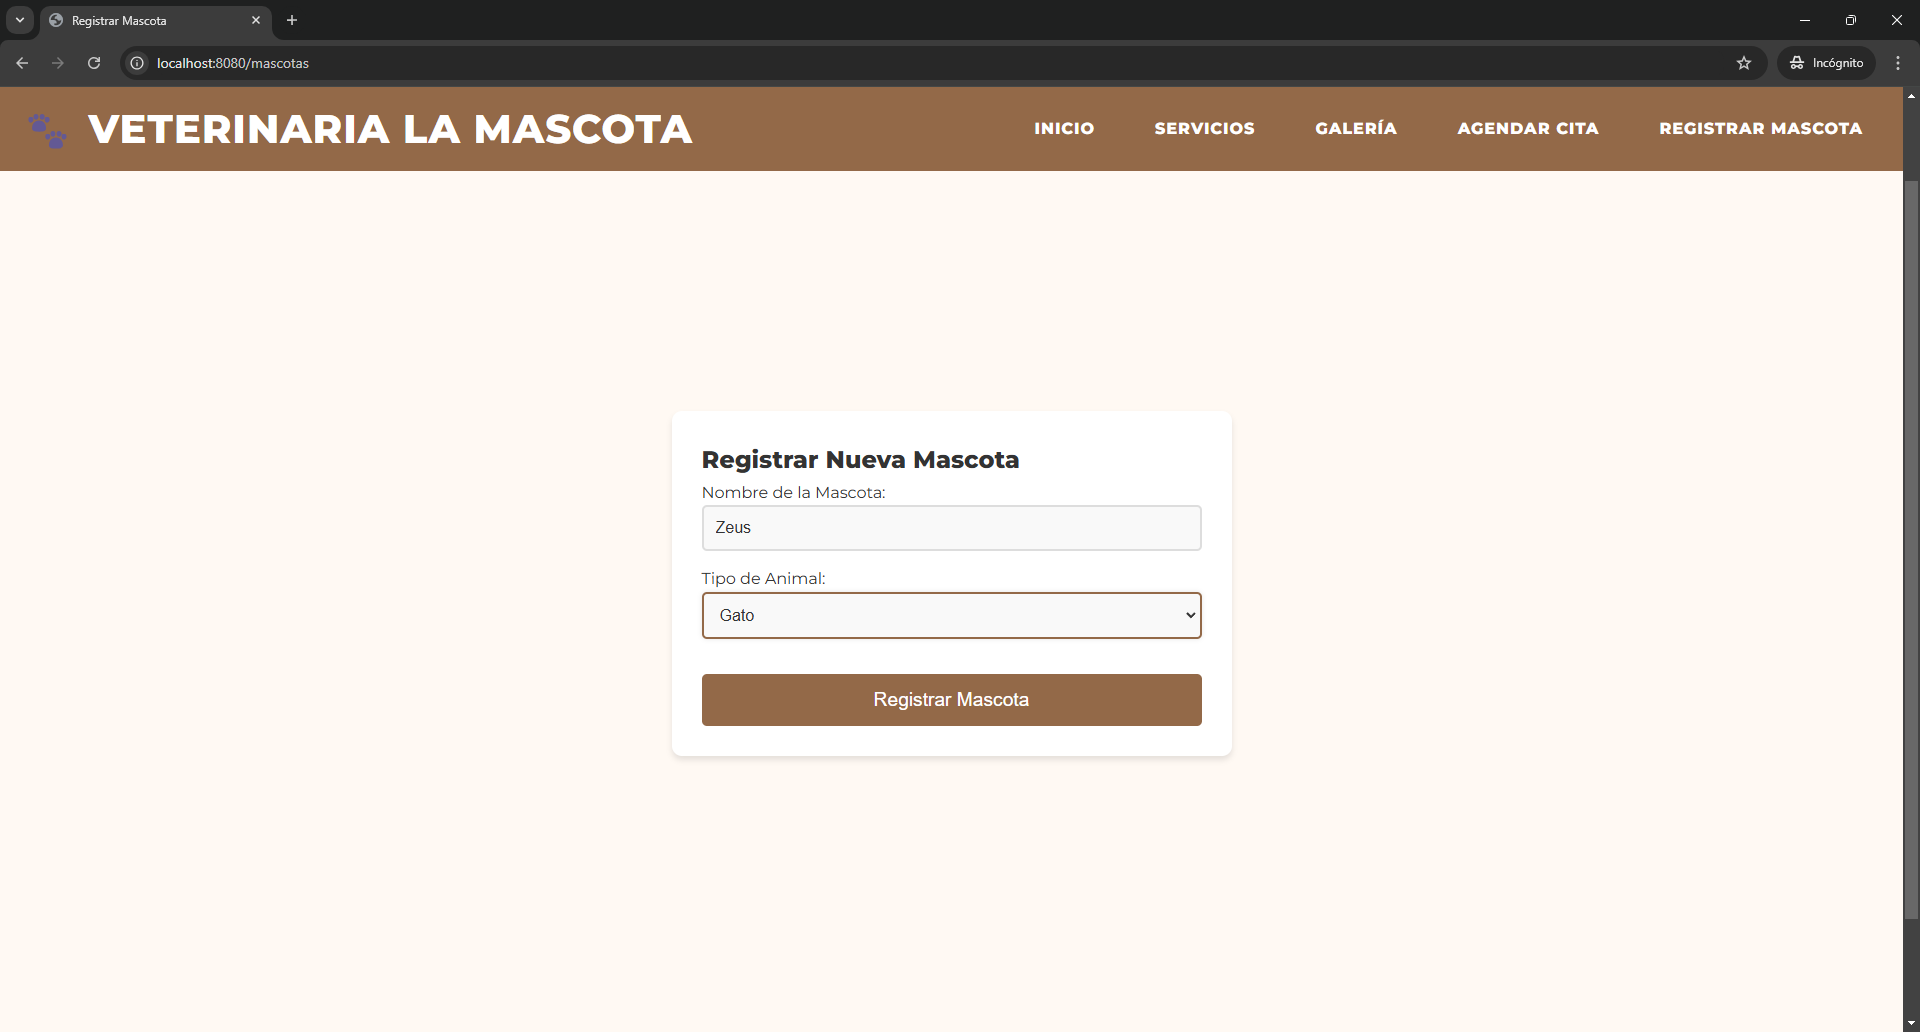 Registrar Mascota
localhost:8080/mascotas
Incógnito
VETERINARIA LA MASCOTA
INICIO
SERVICIOS
GALERÍA
AGENDAR CITA
REGISTRAR MASCOTA
Registrar Nueva Mascota
Nombre de la Mascota:
Zeus
Tipo de Animal:
Gato
Registrar Mascota